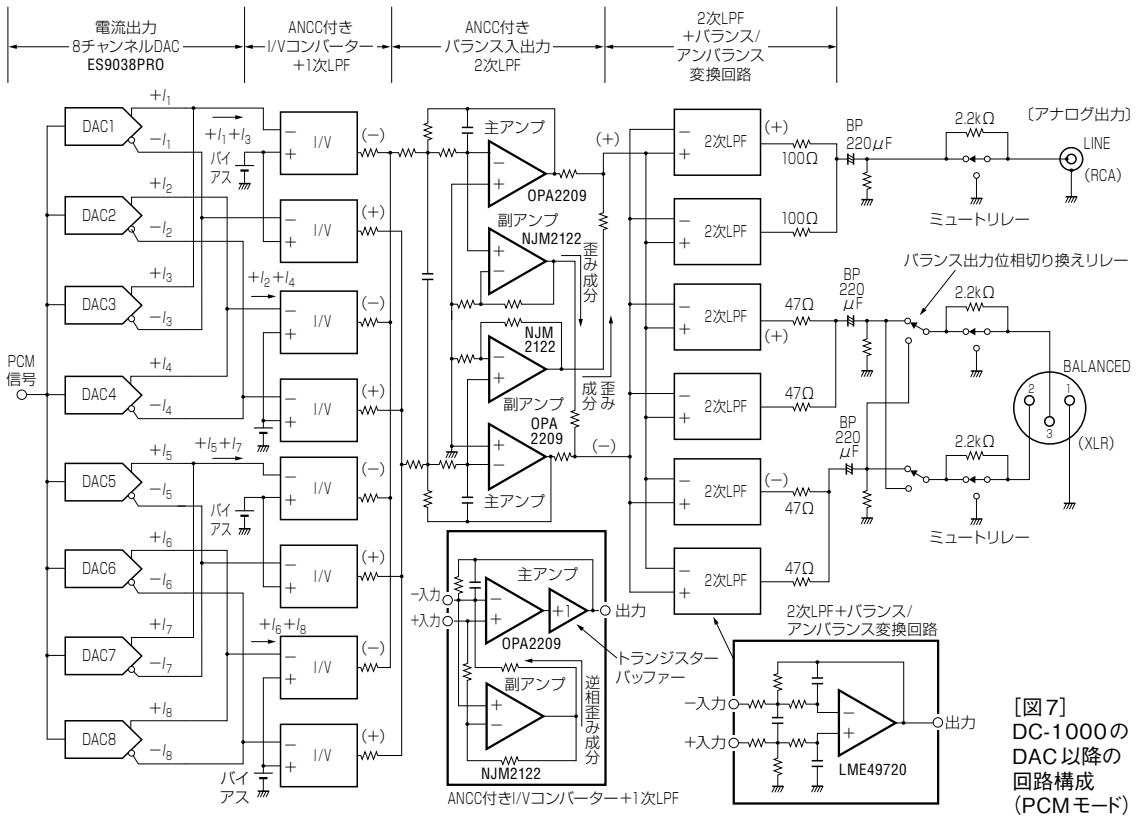 電流出力
8チャンネルDAC
ES9038PRO
ANCC付き
I/Vコンバーター
+1次LPF
ANCC付き
バランス入出力
2次LPF
2次LPF
+バランス/
アンバランス
変換回路
PCM
信号
DAC1
DAC2
DAC3
DAC4
DAC5
DAC6
DAC7
DAC8
+I1
−I1
+I2
−I2
+I3
−I3
+I4
−I4
+I5
−I5
+I6
−I6
+I7
−I7
+I8
−I8
+I1+I3
+I2+I4
+I5+I7
+I6+I8
バイ
アス
バイ
アス
バイ
アス
− + I/V (−)
− + I/V (+)
− + I/V (−)
− + I/V (+)
− + I/V (−)
− + I/V (+)
− + I/V (−)
− + I/V (+)
主アンプ
− +
OPA2209
副アンプ
NJM2122
+ −
歪み成分
NJM
2122
− +
成分
歪み
副アンプ
OPA
2209
+ −
主アンプ
(+)
(−)
− + 2次LPF (+)
100Ω
− + 2次LPF
100Ω
− + 2次LPF (+)
47Ω
− + 2次LPF
47Ω
− + 2次LPF (−)
47Ω
− + 2次LPF
47Ω
BP
220μF
2.2kΩ
〔アナログ出力〕
LINE
(RCA)
ミュートリレー
バランス出力位相切り換えリレー
BP
220
μF
2.2kΩ
BP
220
μF
2.2kΩ
BALANCED
2 1
3
(XLR)
ミュートリレー
主アンプ
−入力
+入力
− +
+1
出力
OPA2209
トランジスター
バッファー
副アンプ
+ −
逆相歪み成分
NJM2122
ANCC付きI/Vコンバーター+1次LPF
2次LPF+バランス/
アンバランス変換回路
−入力
+入力
− +
出力
LME49720
[図7]
DC-1000の
DAC以降の
回路構成
(PCMモード)